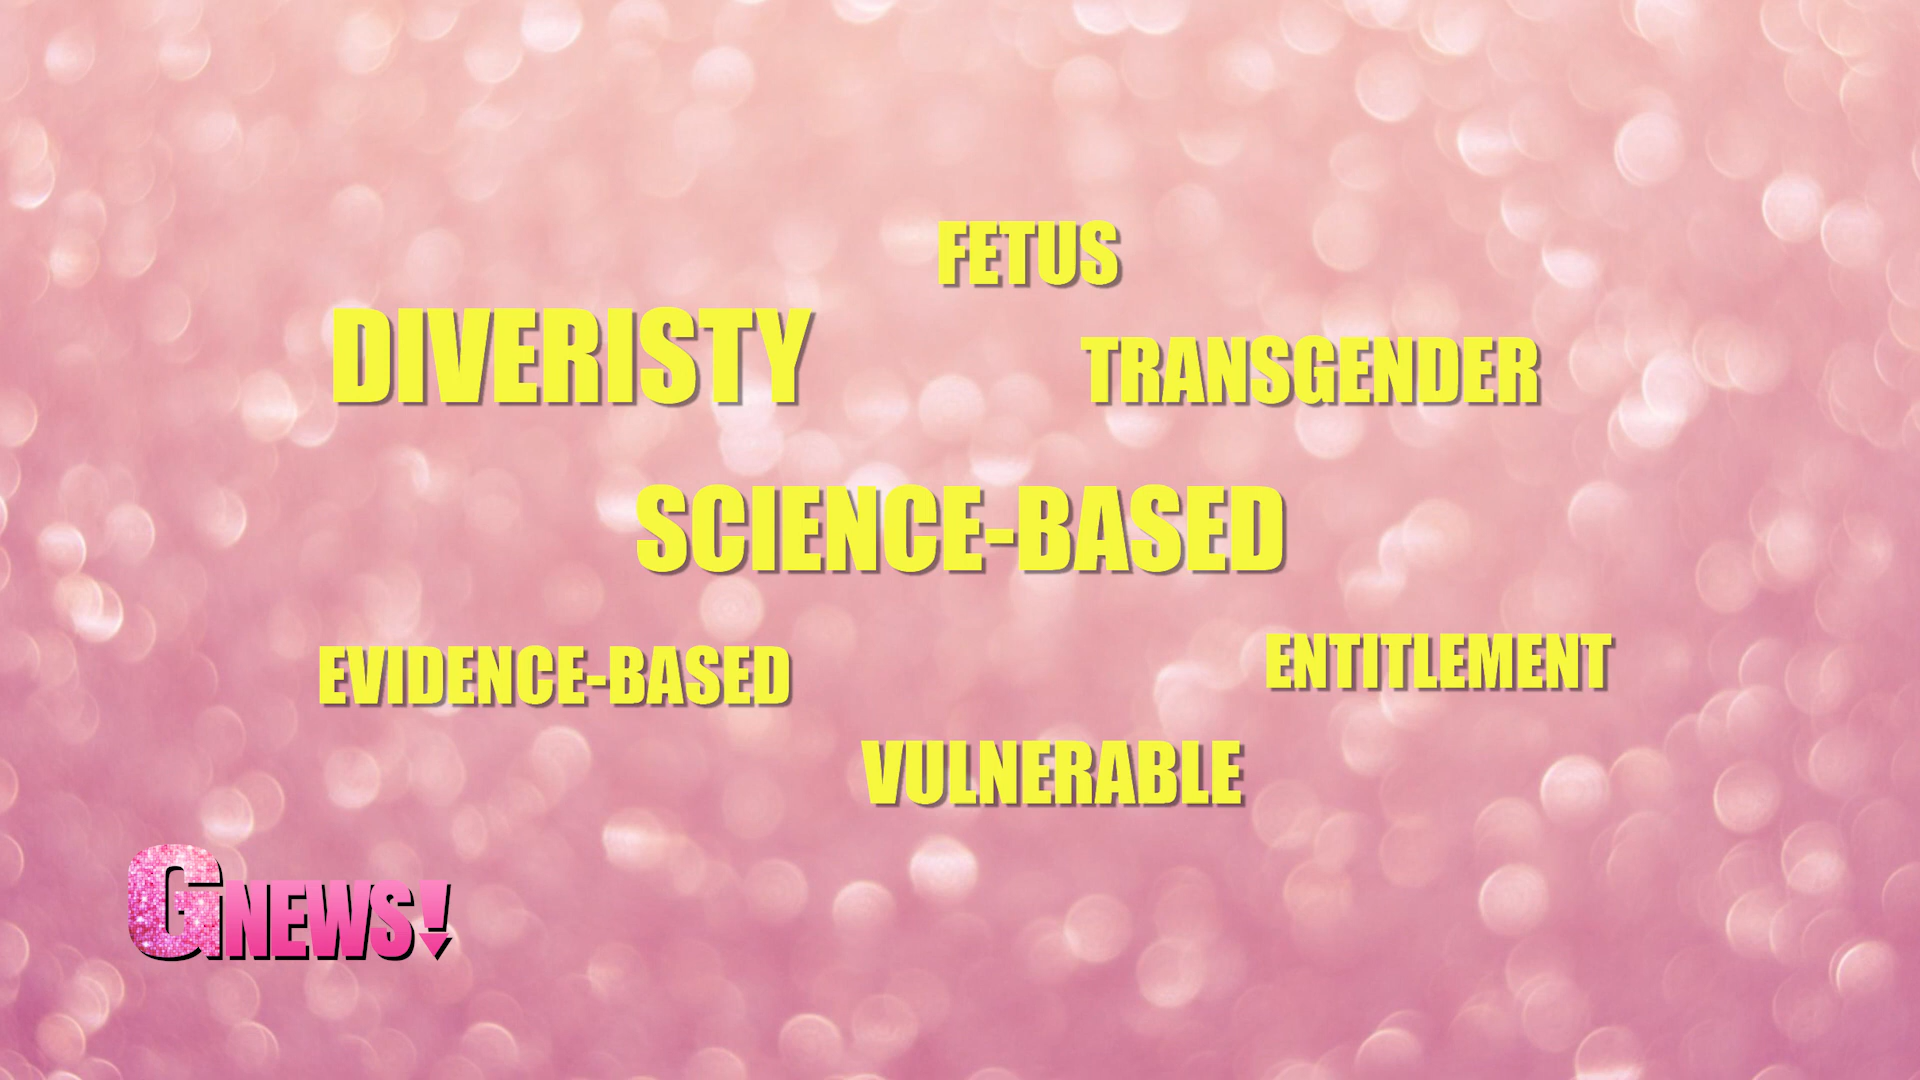 FETUS
DIVERISTY
TRANSGENDER
SCIENCE-BASED
EVIDENCE-BASED
ENTITLEMENT
VULNERABLE
GNEWS!